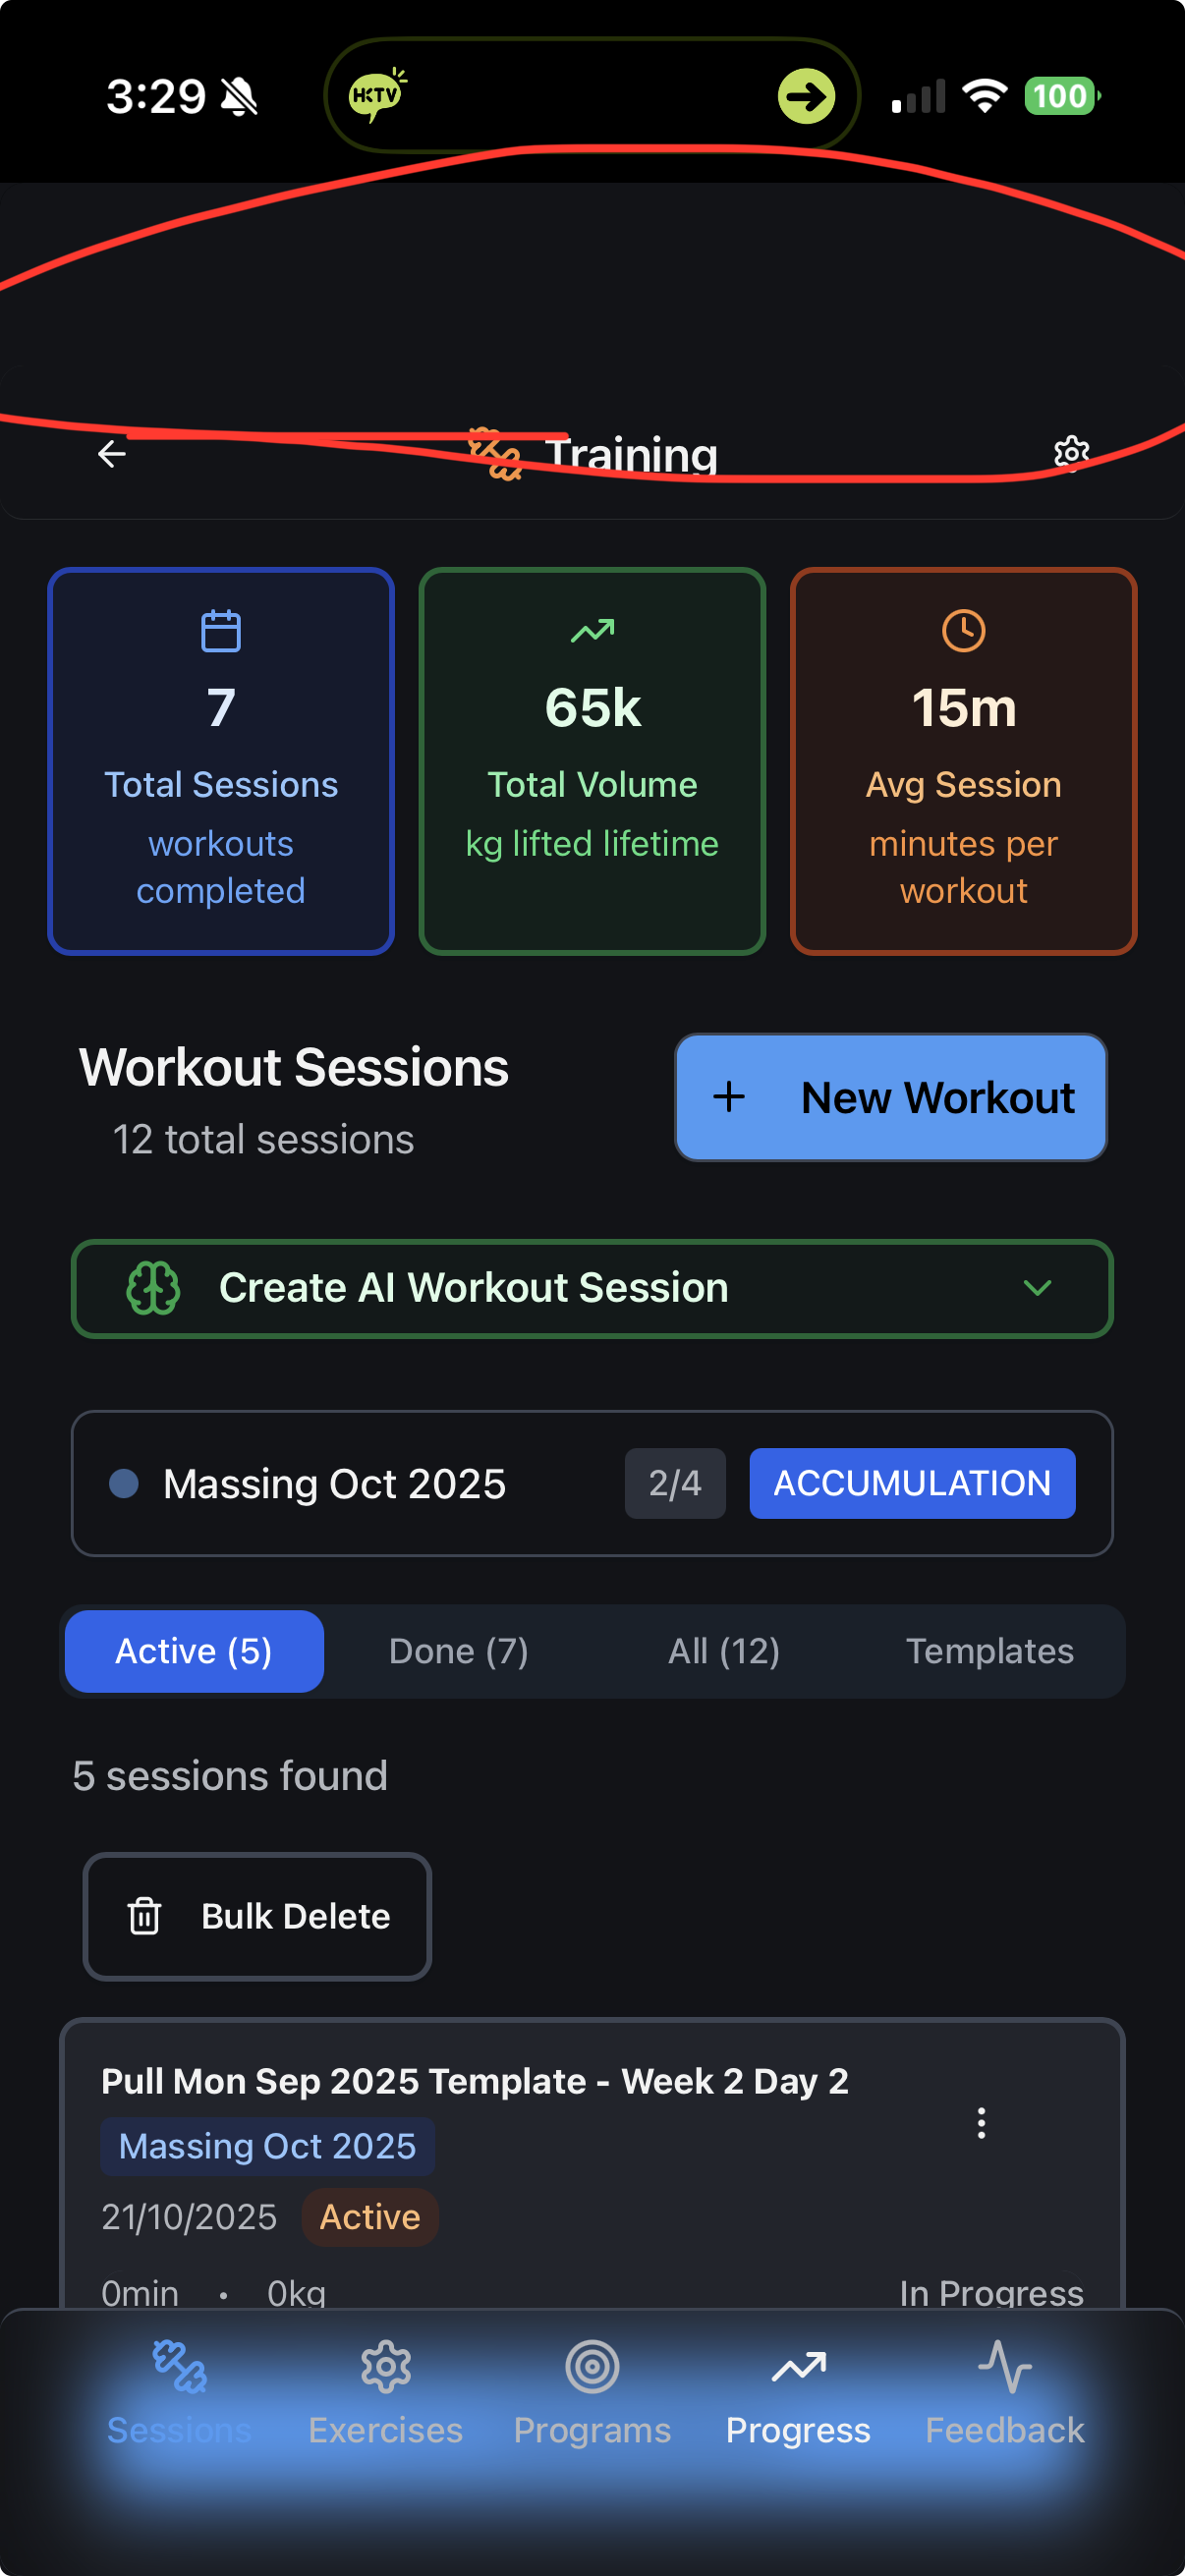 3:29
HKTV
100
Training
7
Total Sessions
workouts
completed
65k
Total Volume
kg lifted lifetime
15m
Avg Session
minutes per
workout
Workout Sessions
12 total sessions
+ New Workout
Create AI Workout Session
Massing Oct 2025
2/4
ACCUMULATION
Active (5)
Done (7)
All (12)
Templates
5 sessions found
Bulk Delete
Pull Mon Sep 2025 Template - Week 2 Day 2
Massing Oct 2025
21/10/2025
Active
0min • 0kg
In Progress
Sessions
Exercises
Programs
Progress
Feedback